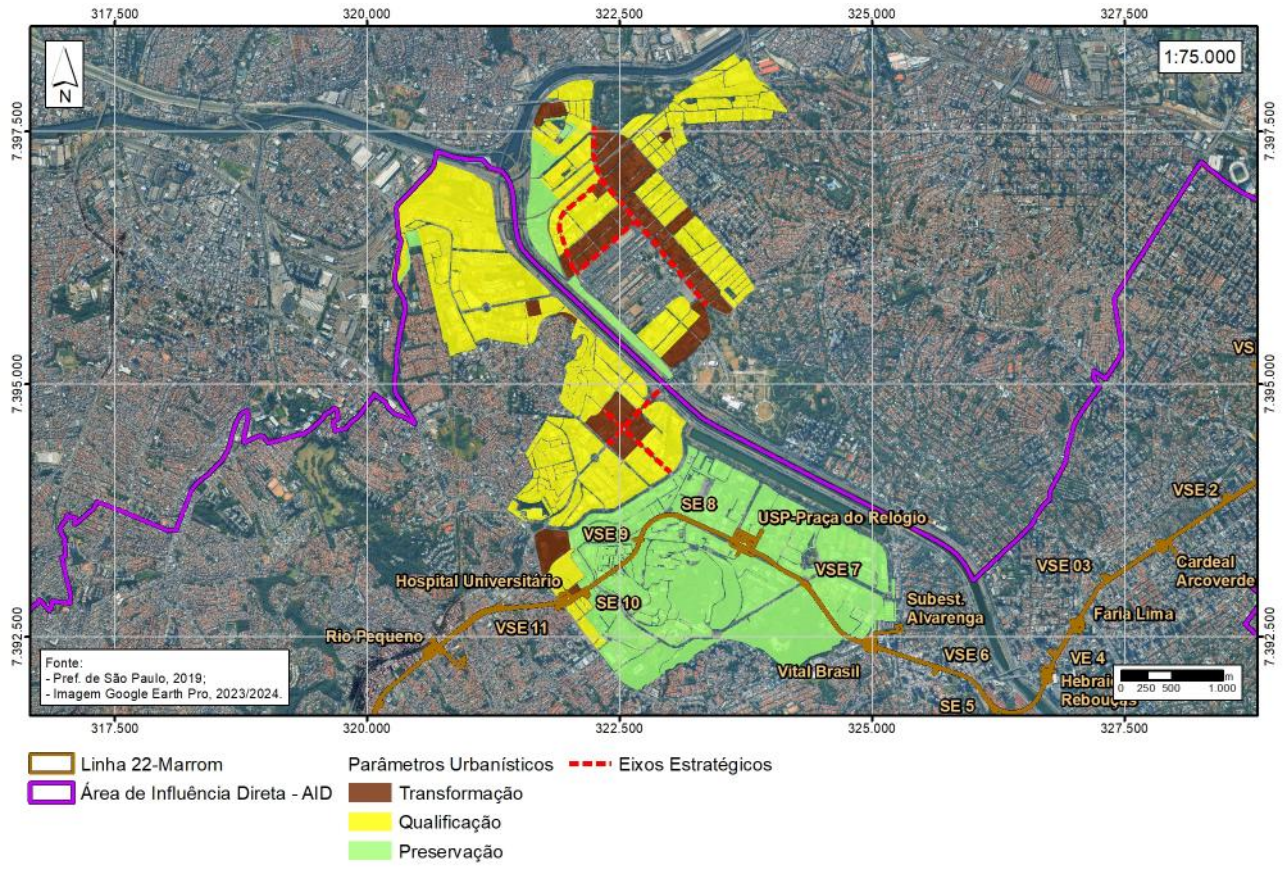 317.500 320.000 322.500 325.000 327.500
N
1:75.000
7.397.500 7.397.500
7.395.000 7.395.000
VSE 2
SE 8
USP-Praça do Relógio
VSE 9
VSE 03
Cardeal
Arcoverde
VSE 7
Hospital Universitário
SE 10
Subest.
Alvarenga
Faria Lima
VSE 11
7.392.500 7.392.500
Rio Pequeno
VSE 6
VE 4
Vital Brasil
Hebraica
Rebouças
SE 5
Fonte:
- Pref. de São Paulo, 2019;
- Imagem Google Earth Pro, 2023/2024.
m
0 250 500 1.000
317.500 320.000 322.500 325.000 327.500
Linha 22-Marrom
Área de Influência Direta - AID
Parâmetros Urbanísticos
Transformação
Qualificação
Preservação
Eixos Estratégicos